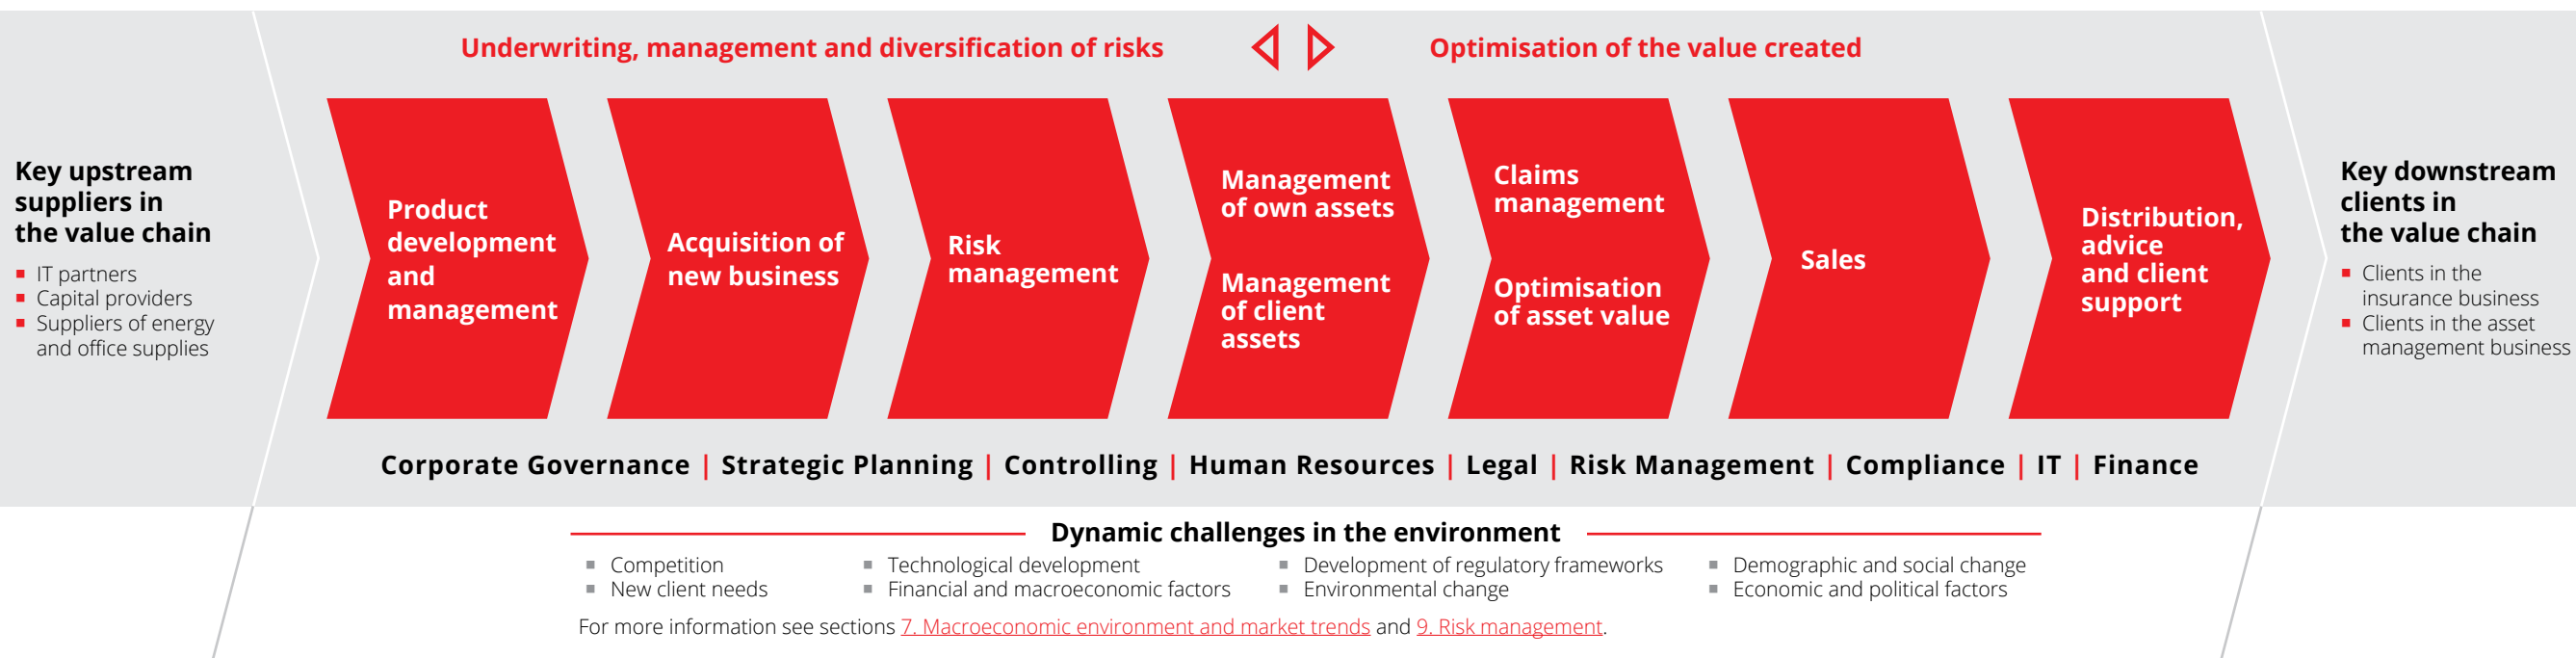 Underwriting, management and diversification of risks
Optimisation of the value created
Key upstream
suppliers in
the value chain
IT partners
Capital providers
Suppliers of energy
and office supplies
Product
development
and
management
Acquisition of
new business
Risk
management
Management
of own assets
Management
of client
assets
Claims
management
Optimisation
of asset value
Sales
Distribution,
advice
and client
support
Key downstream
clients in
the value chain
Clients in the
insurance business
Clients in the asset
management business
Corporate Governance | Strategic Planning | Controlling | Human Resources | Legal | Risk Management | Compliance | IT | Finance
Dynamic challenges in the environment
Competition
New client needs
Technological development
Financial and macroeconomic factors
Development of regulatory frameworks
Environmental change
Demographic and social change
Economic and political factors
For more information see sections 7. Macroeconomic environment and market trends and 9. Risk management.